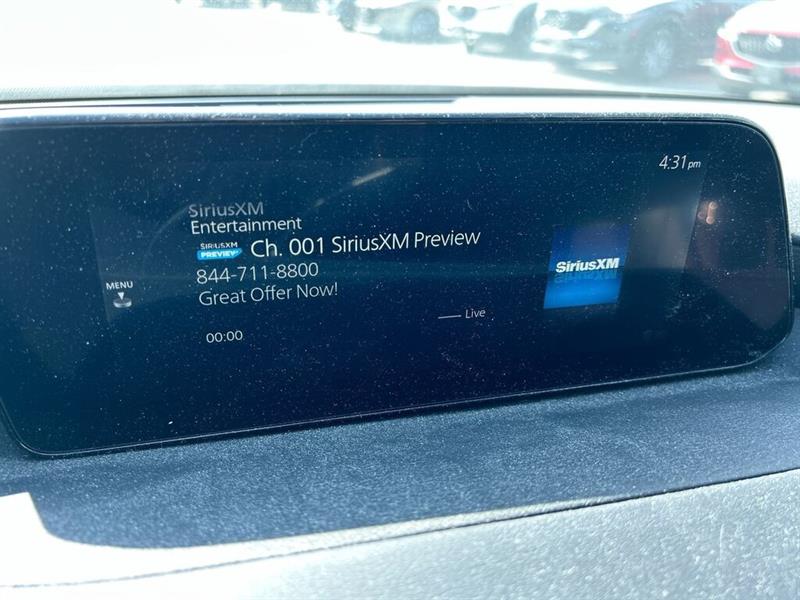 4:31pm
SiriusXM
Entertainment
SIRIUSXM PREVIEW
Ch. 001 SiriusXM Preview
844-711-8800
Great Offer Now!
MENU
SiriusXM
Live
00:00